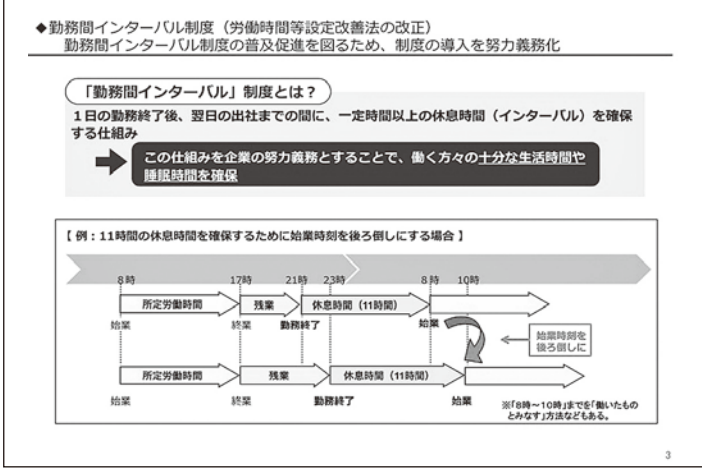 ◆勤務間インターバル制度（労働時間等設定改善法の改正）
勤務間インターバル制度の普及促進を図るため、制度の導入を努力義務化
「勤務間インターバル」制度とは？
１日の勤務終了後、翌日の出社までの間に、一定時間以上の休息時間（インターバル）を確保
する仕組み
この仕組みを企業の努力義務とすることで、働く方々の十分な生活時間や
睡眠時間を確保
【 例：11時間の休息時間を確保するために始業時刻を後ろ倒しにする場合 】
8時 17時 21時 23時 8時 10時
所定労働時間 残業 休息時間（11時間）
始業 終業 勤務終了 始業
始業時刻を
後ろ倒しに
所定労働時間 残業 休息時間（11時間）
始業 終業 勤務終了 始業
※「8時～10時」までを「働いたもの
とみなす」方法などもある。
3